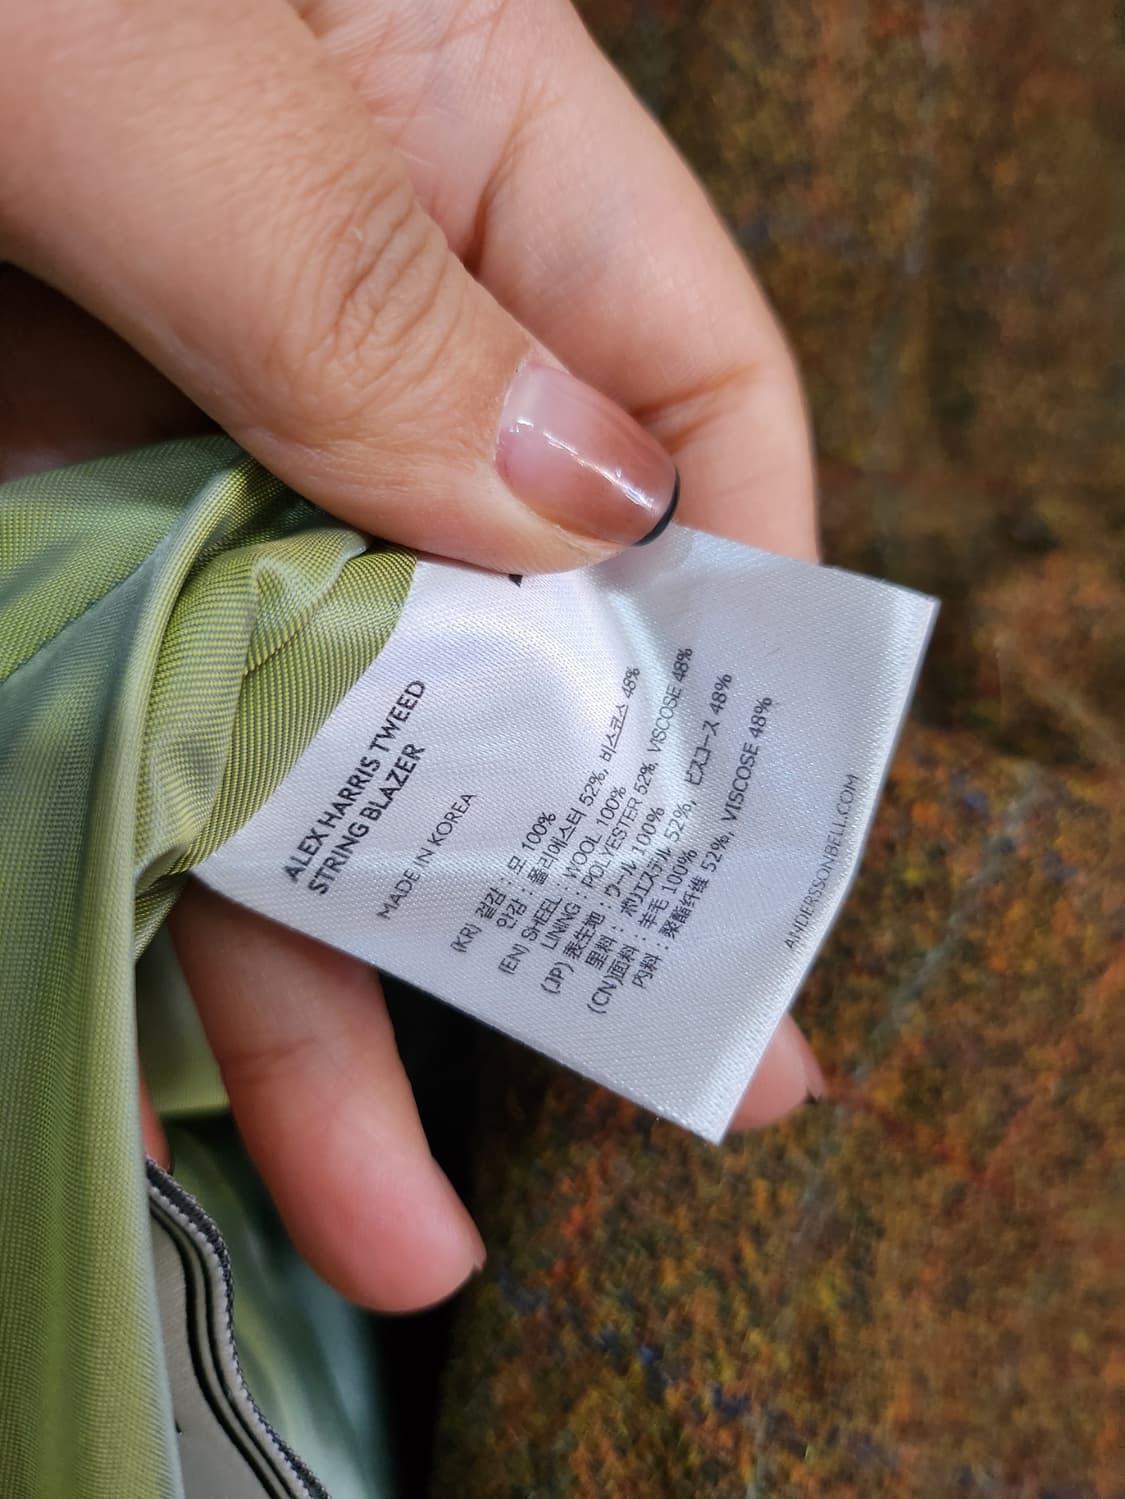 ALEX HARRIS TWEED
STRING BLAZER
MADE IN KOREA
(KR) 겉감 : 모 100%
안감 : 폴리에스터 52%, 비스코스 48%
(EN) SHELL : WOOL 100%
LINING : POLYESTER 52%, VISCOSE 48%
(JP) 表生地 : ウール 100%
里料 : ポリエステル 52%, ビスコース 48%
(CN)面料 : 羊毛 100%
内料 : 聚酯纤维 52%, VISCOSE 48%
ANDERSSONBELL.COM